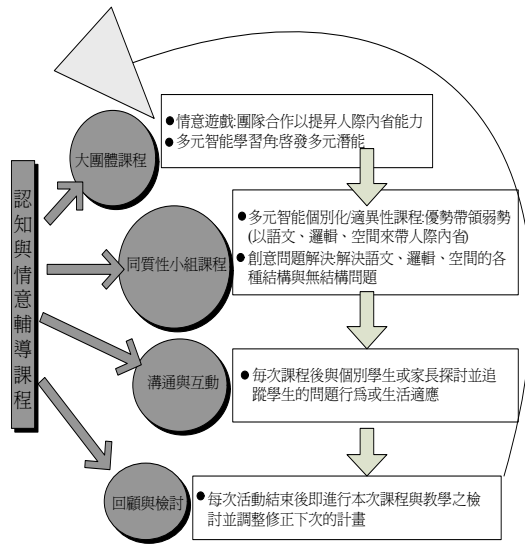 認知與情意輔導課程
大團體課程
●情意遊戲:團隊合作以提昇人際內省能力
●多元智能學習角:啓發多元潛能
同質性小組課程
●多元智能個別化/適異性課程:優勢帶領弱勢
(以語文、邏輯、空間來帶人際內省)
●創意問題解決:解決語文、邏輯、空間的各
種結構與無結構問題
溝通與互動
●每次課程後與個別學生或家長探討並追
蹤學生的問題行爲或生活適應
回顧與檢討
●每次活動結束後即進行本次課程與教學之檢
討並調整修正下次的計畫